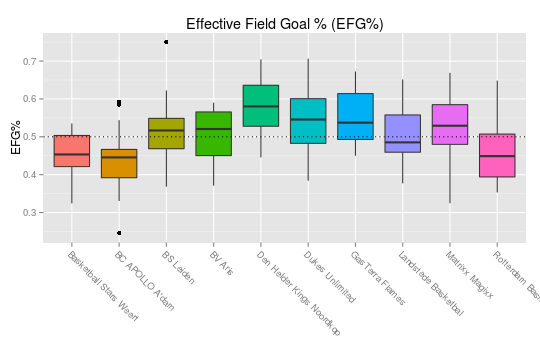 Effective Field Goal % (EFG%)
EFG%
0.7
0.6
0.5
0.4
0.3
Basketball Stars Weert
BC APOLLO A'dam
BS Leiden
BV Aris
Den Helder Kings Noordkop
Dukes Unlimited
GasTerra Flames
Landstede Basketbal
Matrixx Magixx
Rotterdam Bas